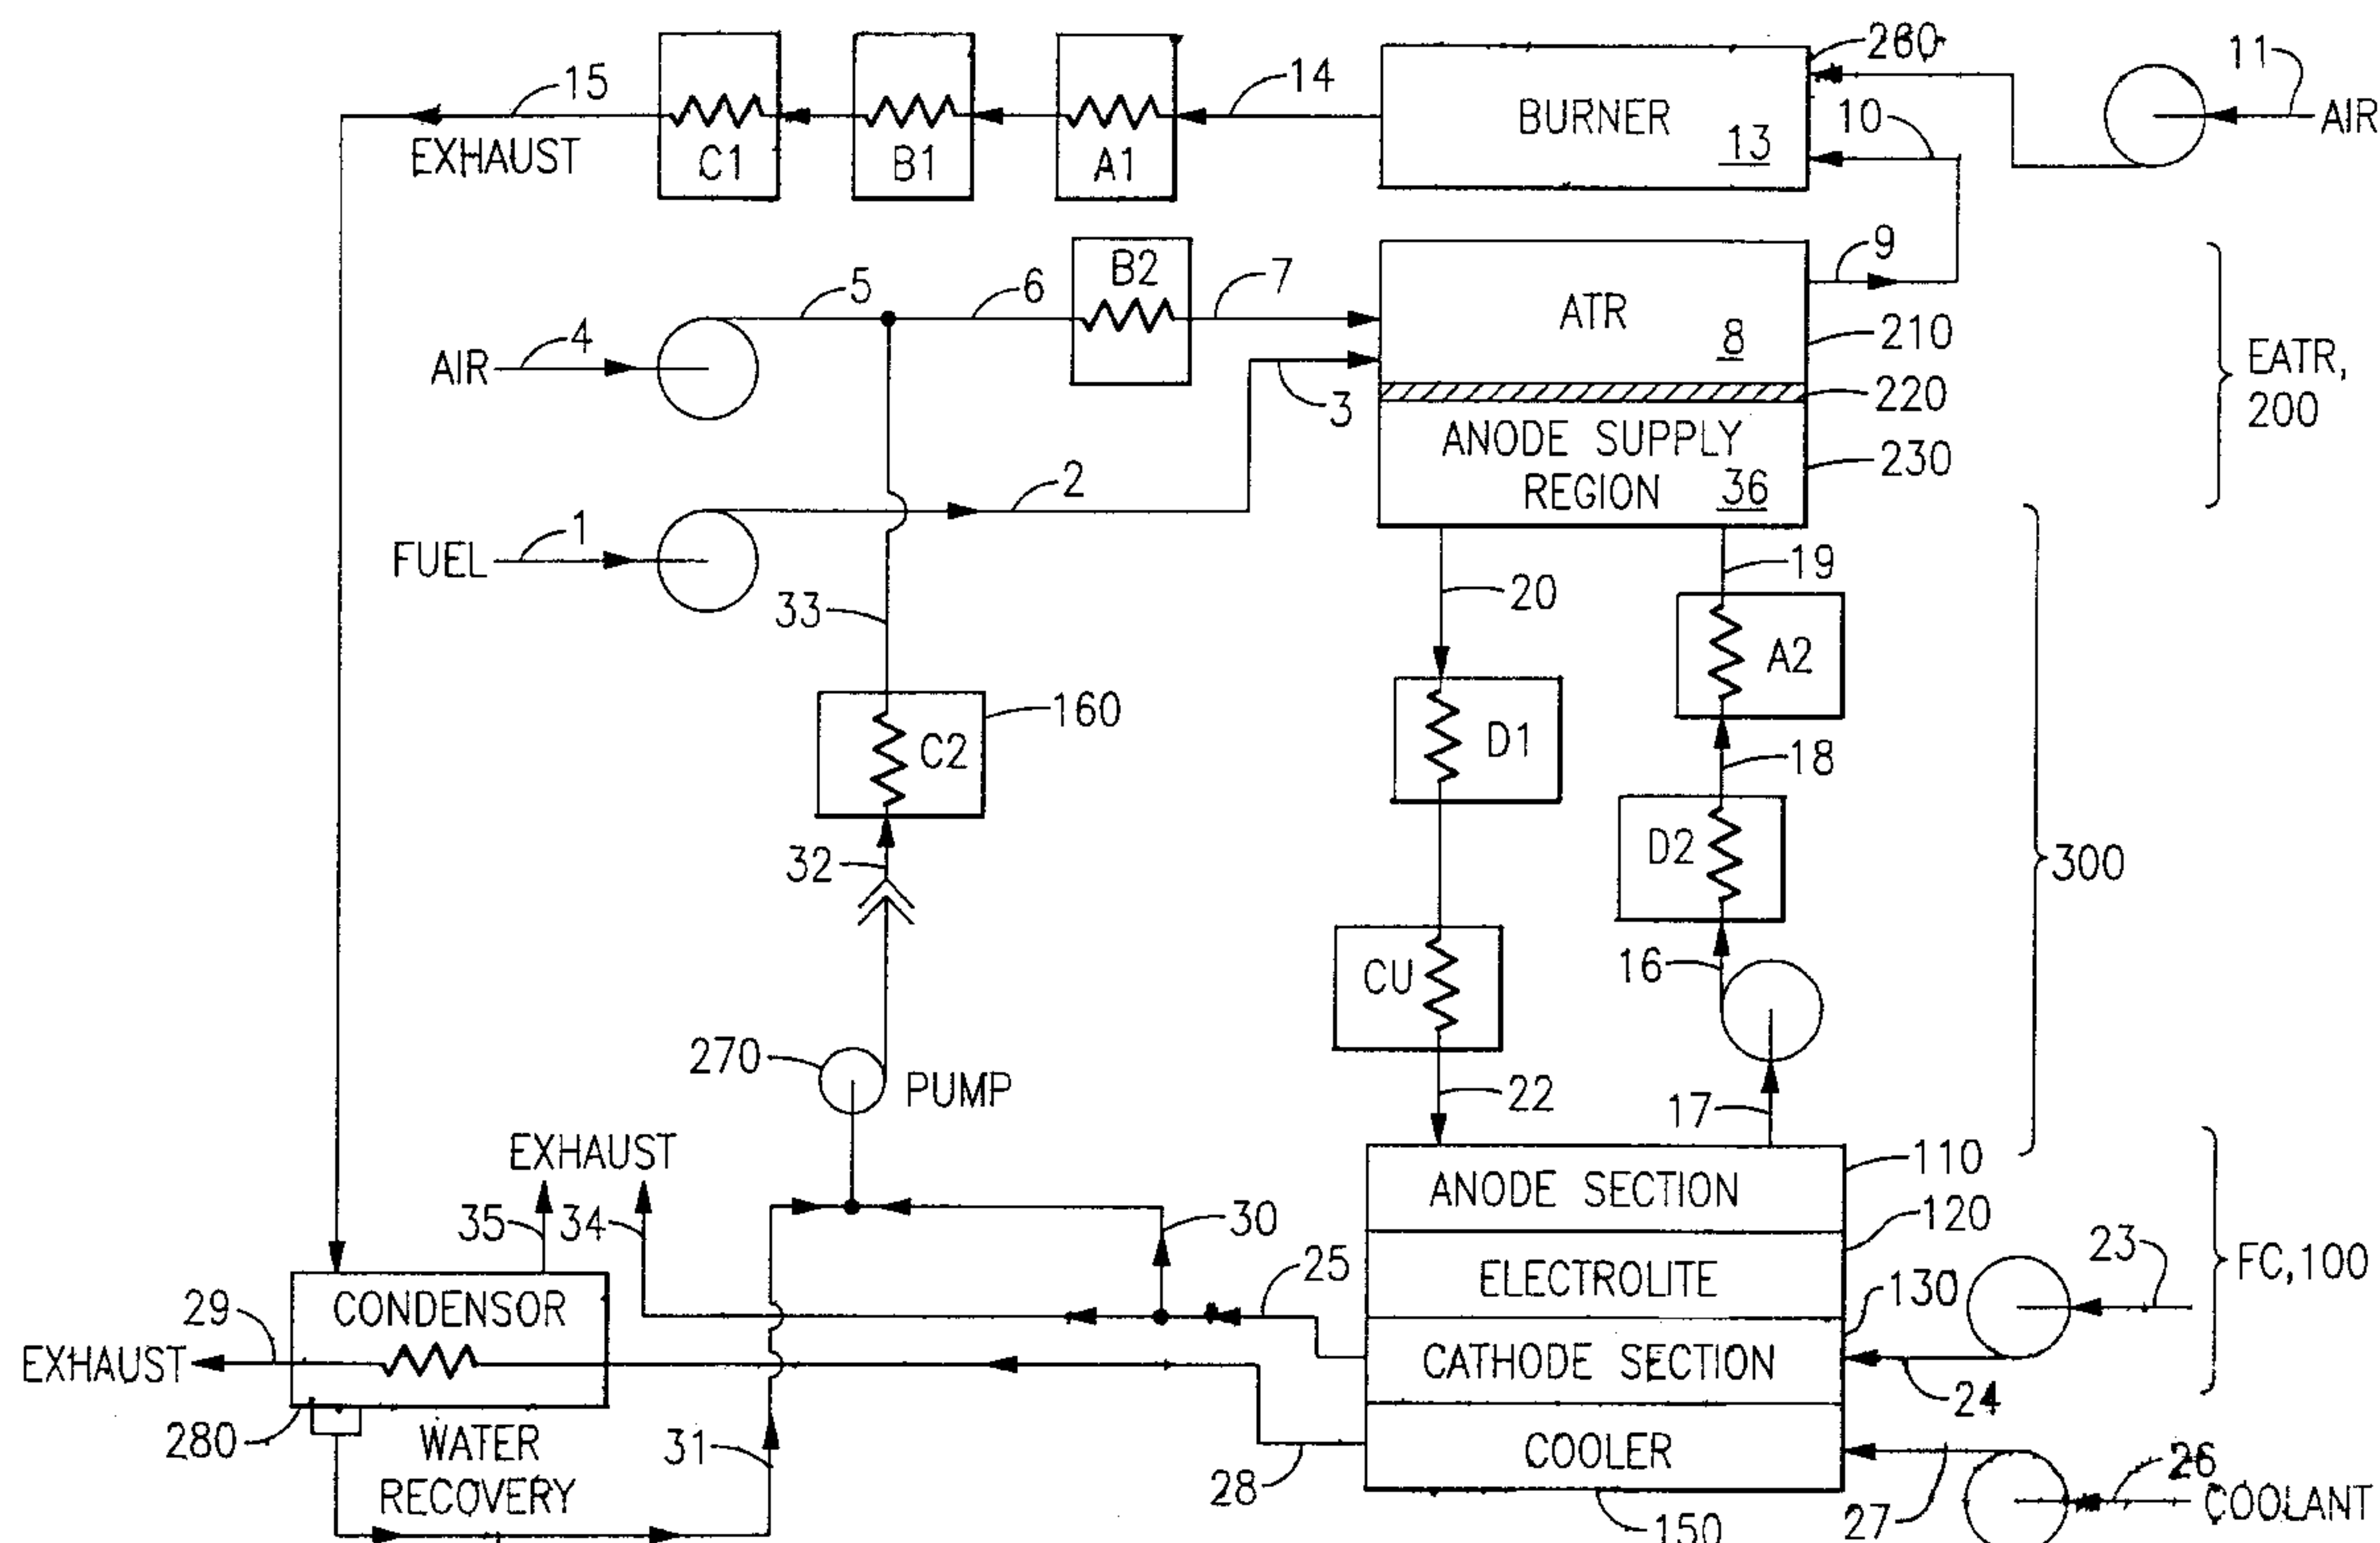 260
11
15
14
BURNER
10
AIR
EXHAUST
C1
B1
A1
13
9
B2
5
6
7
4
ATR
8
210
AIR
EATR,
200
3
220
ANODE SUPPLY
230
2
REGION
36
1
FUEL
19
20
33
A2
160
D1
C2
18
D2
300
32
CU
16
270
PUMP
22
17
EXHAUST
110
ANODE SECTION
35
34
30
120
23
25
ELECTROLITE
FC,100
29
CONDENSOR
130
EXHAUST
CATHODE SECTION
24
280
WATER
31
COOLER
26
RECOVERY
28
COOLANT
27
150